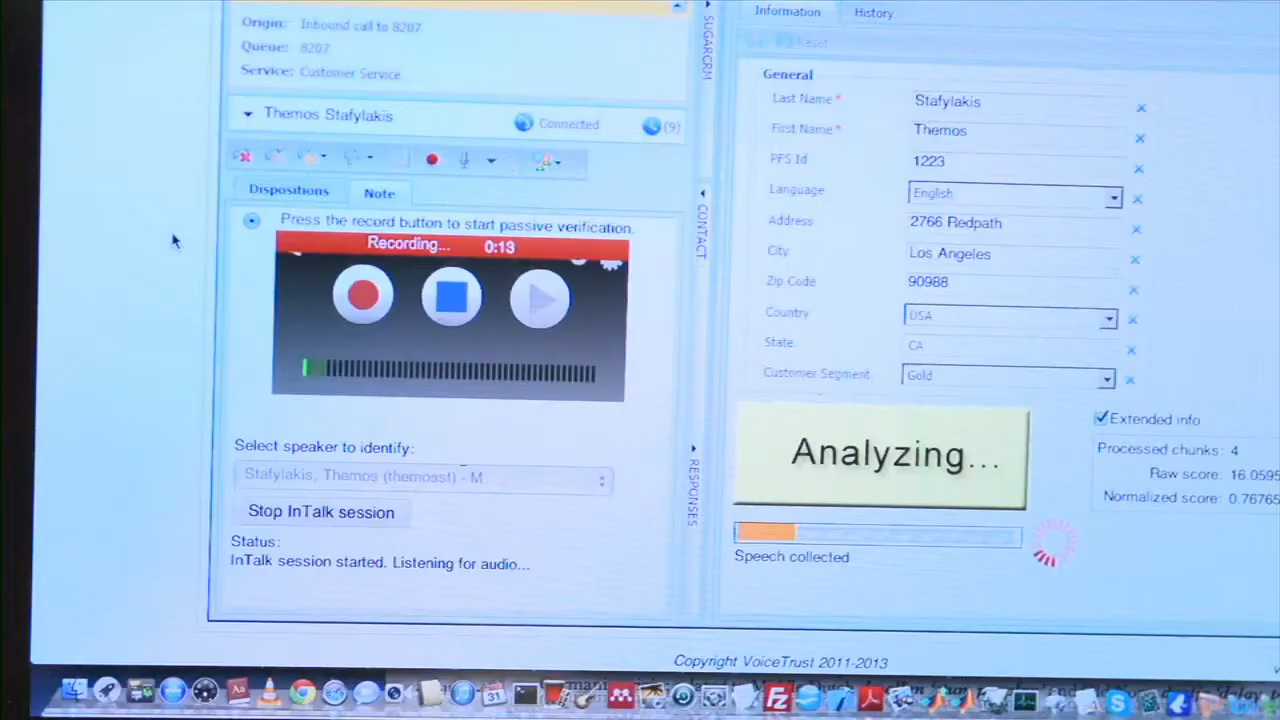 Origin: Inbound call to 8207
Queue: 8207
Service: Customer Service
Themos Stafylakis
Connected
(9)
Dispositions
Note
Press the record button to start passive verification.
Recording... 0:13
Select speaker to identify:
Stafylakis, Themos (themosst) - M
Stop InTalk session
Status:
InTalk session started. Listening for audio...
SUGARCRM
CONTACT
RESPONSES
Information
History
Reset
General
Last Name * Stafylakis
First Name * Themos
PFS Id 1223
Language English
Address 2766 Redpath
City Los Angeles
Zip Code 90988
Country USA
State CA
Customer Segment Gold
Analyzing...
Speech collected
Extended info
Processed chunks: 4
Raw score: 16.0595
Normalized score: 0.76765
Copyright VoiceTrust 2011-2013
Aa
31
FZ